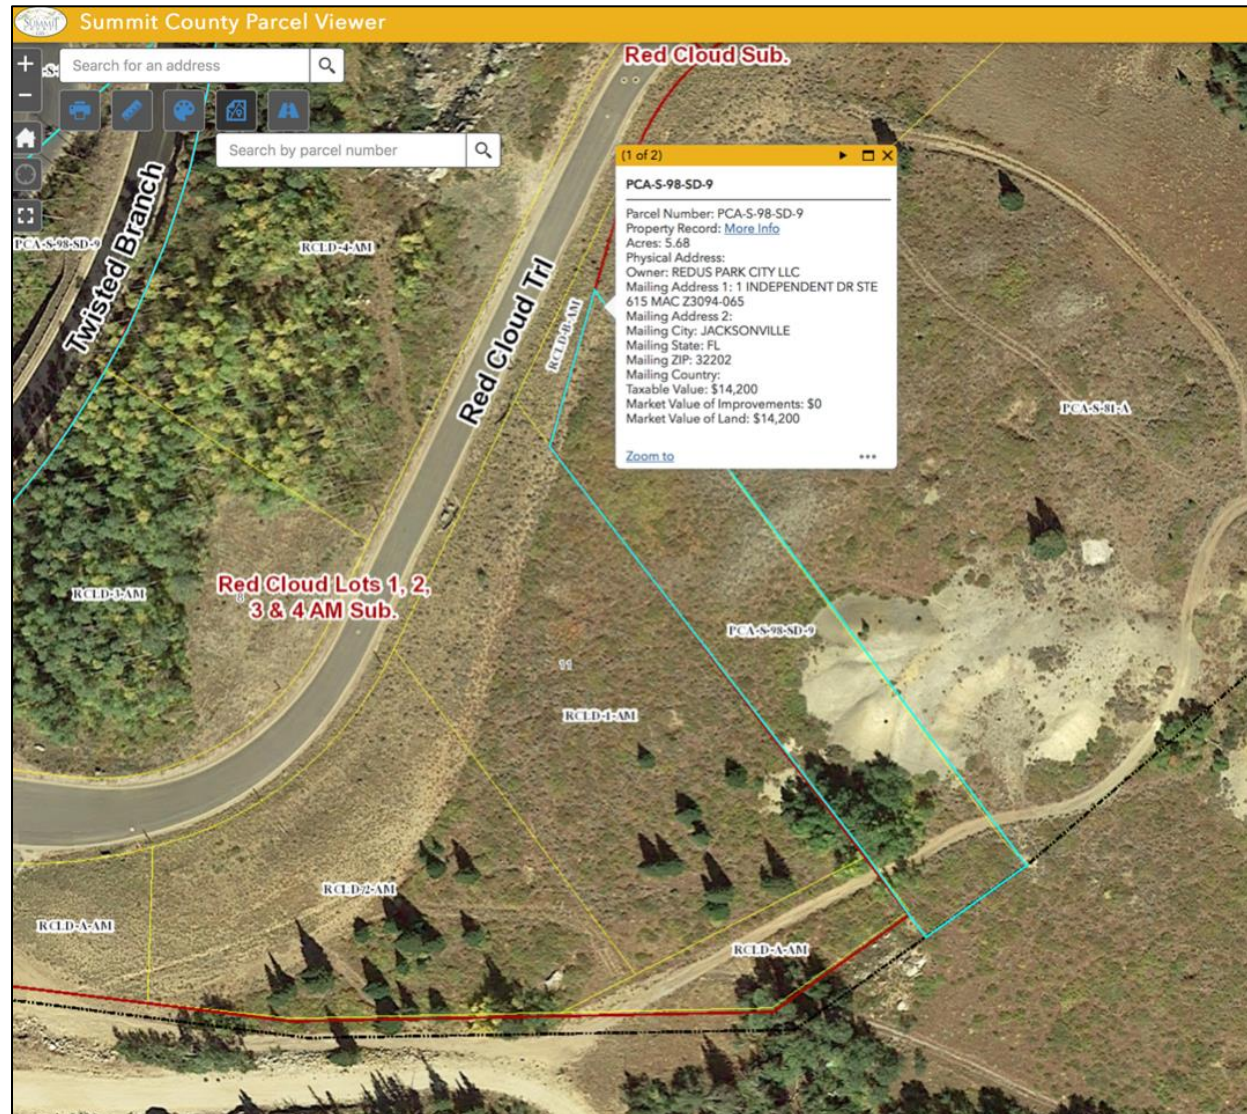 SUMMIT
COUNTY
Summit County Parcel Viewer
+
Search for an address
−
Search by parcel number
Red Cloud Sub.
(1 of 2)
PCA-S-98-SD-9
Parcel Number: PCA-S-98-SD-9
Property Record: More Info
Acres: 5.68
Physical Address:
Owner: REDUS PARK CITY LLC
Mailing Address 1: 1 INDEPENDENT DR STE
615 MAC Z3094-065
Mailing Address 2:
Mailing City: JACKSONVILLE
Mailing State: FL
Mailing ZIP: 32202
Mailing Country:
Taxable Value: $14,200
Market Value of Improvements: $0
Market Value of Land: $14,200
Zoom to
Twisted Branch
PCA-S-98-SD-9
RCLD-4-AM
Red Cloud Trl
RCLD-B-AM
PCA-S-81-A
RCLD-3-AM
Red Cloud Lots 1, 2,
3 & 4 AM Sub.
8
PCA-S-98-SD-9
11
RCLD-1-AM
RCLD-2-AM
RCLD-A-AM
RCLD-A-AM